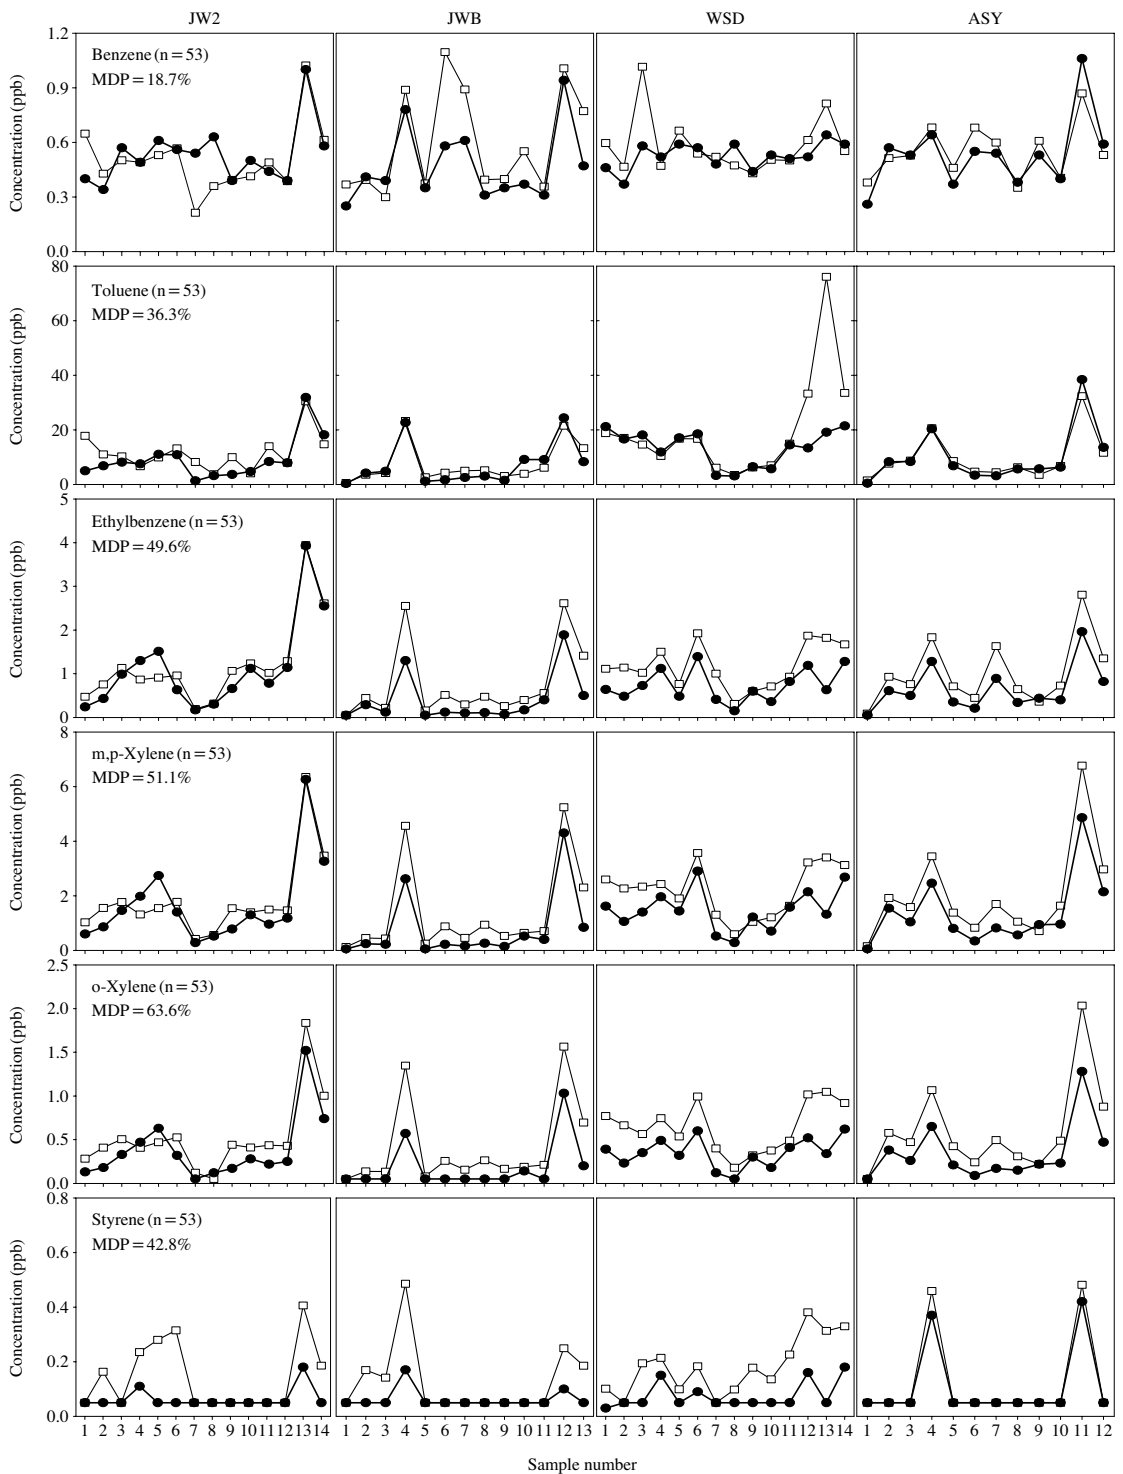 JW2 JWB WSD ASY
Concentration (ppb)
1.2
0.9
0.6
0.3
0.0
Benzene (n = 53)
MDP = 18.7%
Concentration (ppb)
80
60
40
20
0
Toluene (n = 53)
MDP = 36.3%
Concentration (ppb)
5
4
3
2
1
0
Ethylbenzene (n = 53)
MDP = 49.6%
Concentration (ppb)
8
6
4
2
0
m,p-Xylene (n = 53)
MDP = 51.1%
Concentration (ppb)
2.5
2.0
1.5
1.0
0.5
0.0
o-Xylene (n = 53)
MDP = 63.6%
Concentration (ppb)
0.8
0.6
0.4
0.2
0.0
Styrene (n = 53)
MDP = 42.8%
1 2 3 4 5 6 7 8 9 10 11 12 13 14 1 2 3 4 5 6 7 8 9 10 11 12 13 1 2 3 4 5 6 7 8 9 10 11 12 13 14 1 2 3 4 5 6 7 8 9 10 11 12
Sample number